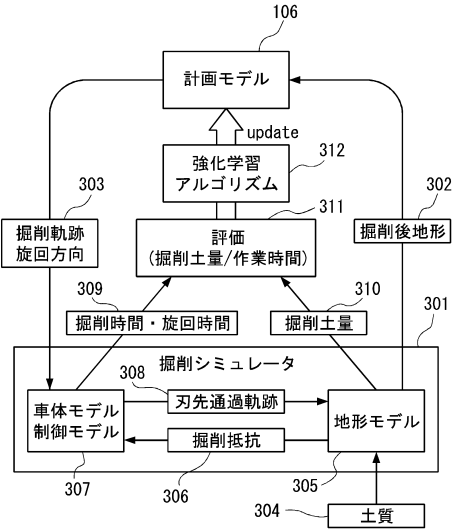 106
計画モデル
update
強化学習
アルゴリズム
312
303
311
302
掘削軌跡
旋回方向
評価
(掘削土量/作業時間)
掘削後地形
309
310
掘削時間・旋回時間
掘削土量
301
掘削シミュレータ
308
車体モデル
制御モデル
刃先通過軌跡
地形モデル
掘削抵抗
307
306
305
304
土質